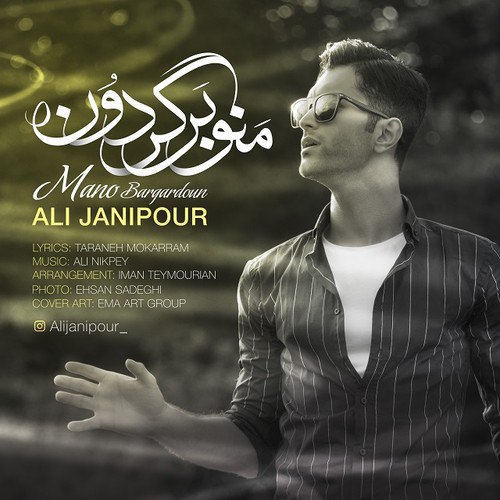 منو برگردون
Mano Bargardoun
ALI JANIPOUR
LYRICS: TARANEH MOKARRAM
MUSIC: ALI NIKPEY
ARRANGEMENT: IMAN TEYMOURIAN
PHOTO: EHSAN SADEGHI
COVER ART: EMA ART GROUP
Alijanipour_